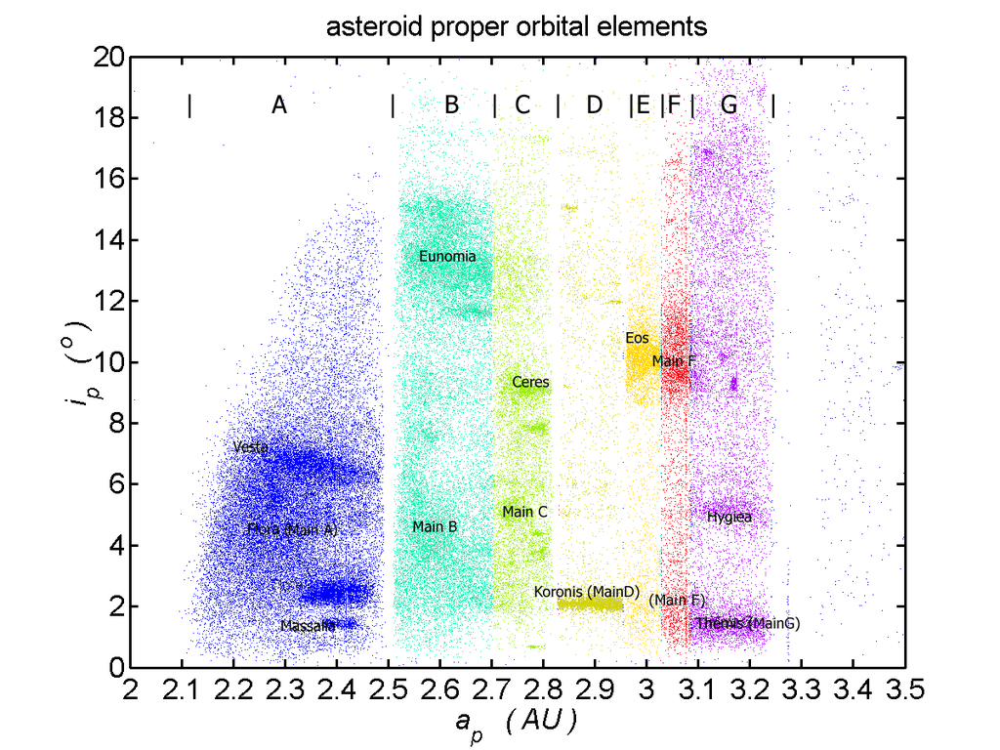 asteroid proper orbital elements
20
18
16
14
12
10
8
6
4
2
0
i_p (°)
| A | B | C | D | E | F | G |
Eunomia
Eos
Main F
Ceres
Vesta
Main C
Hygiea
Flora (Main A)
Main B
Koronis (MainD)
(Main F)
Massalia
Themis (MainG)
2 2.1 2.2 2.3 2.4 2.5 2.6 2.7 2.8 2.9 3 3.1 3.2 3.3 3.4 3.5
a_p (AU)